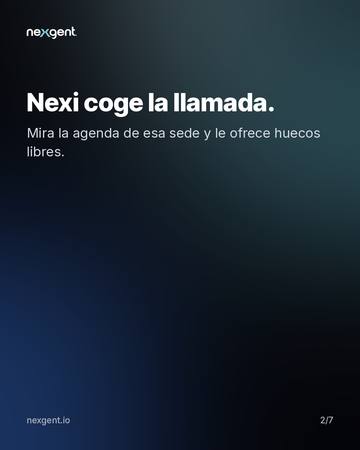 nexgent
Nexi coge la llamada.
Mira la agenda de esa sede y le ofrece huecos
libres.
nexgent.io
2/7